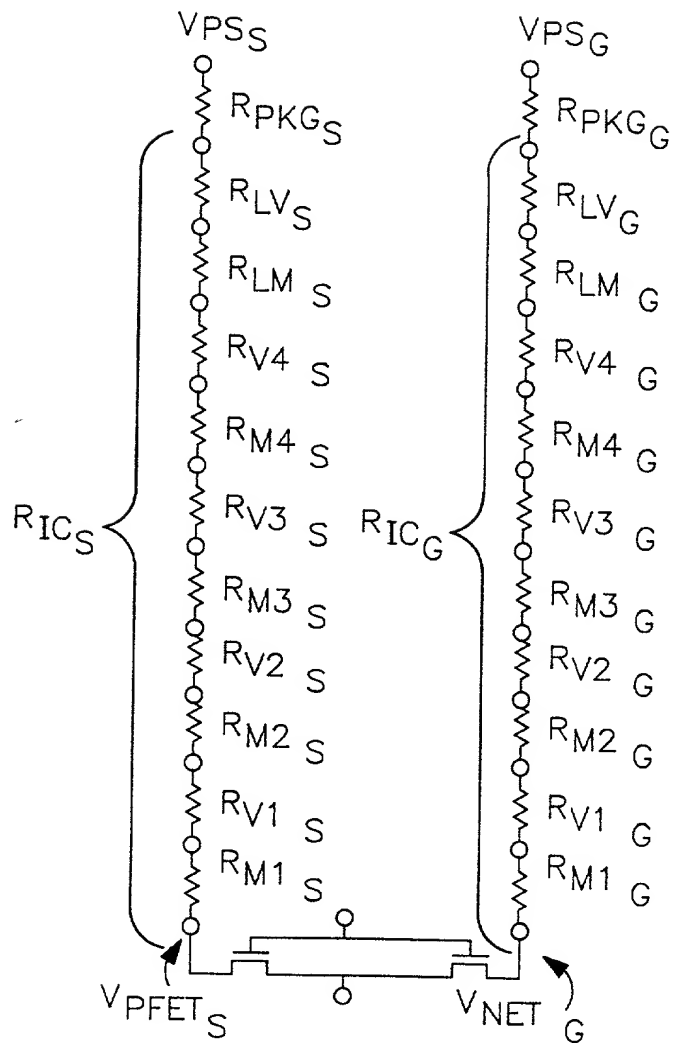 VPSS VPSG
RPKGS RPKGG
RLVS RLVG
RLM S RLM G
RV4 S RV4 G
RM4 S RM4 G
RICS RV3 S RICG RV3 G
RM3 S RM3 G
RV2 S RV2 G
RM2 S RM2 G
RV1 S RV1 G
RM1 S RM1 G
VPFETS VNET G